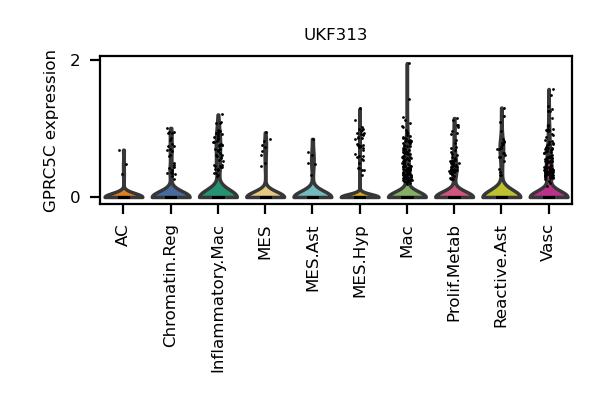 UKF313
GPRC5C expression
2
0
AC
Chromatin.Reg
Inflammatory.Mac
MES
MES.Ast
MES.Hyp
Mac
Prolif.Metab
Reactive.Ast
Vasc